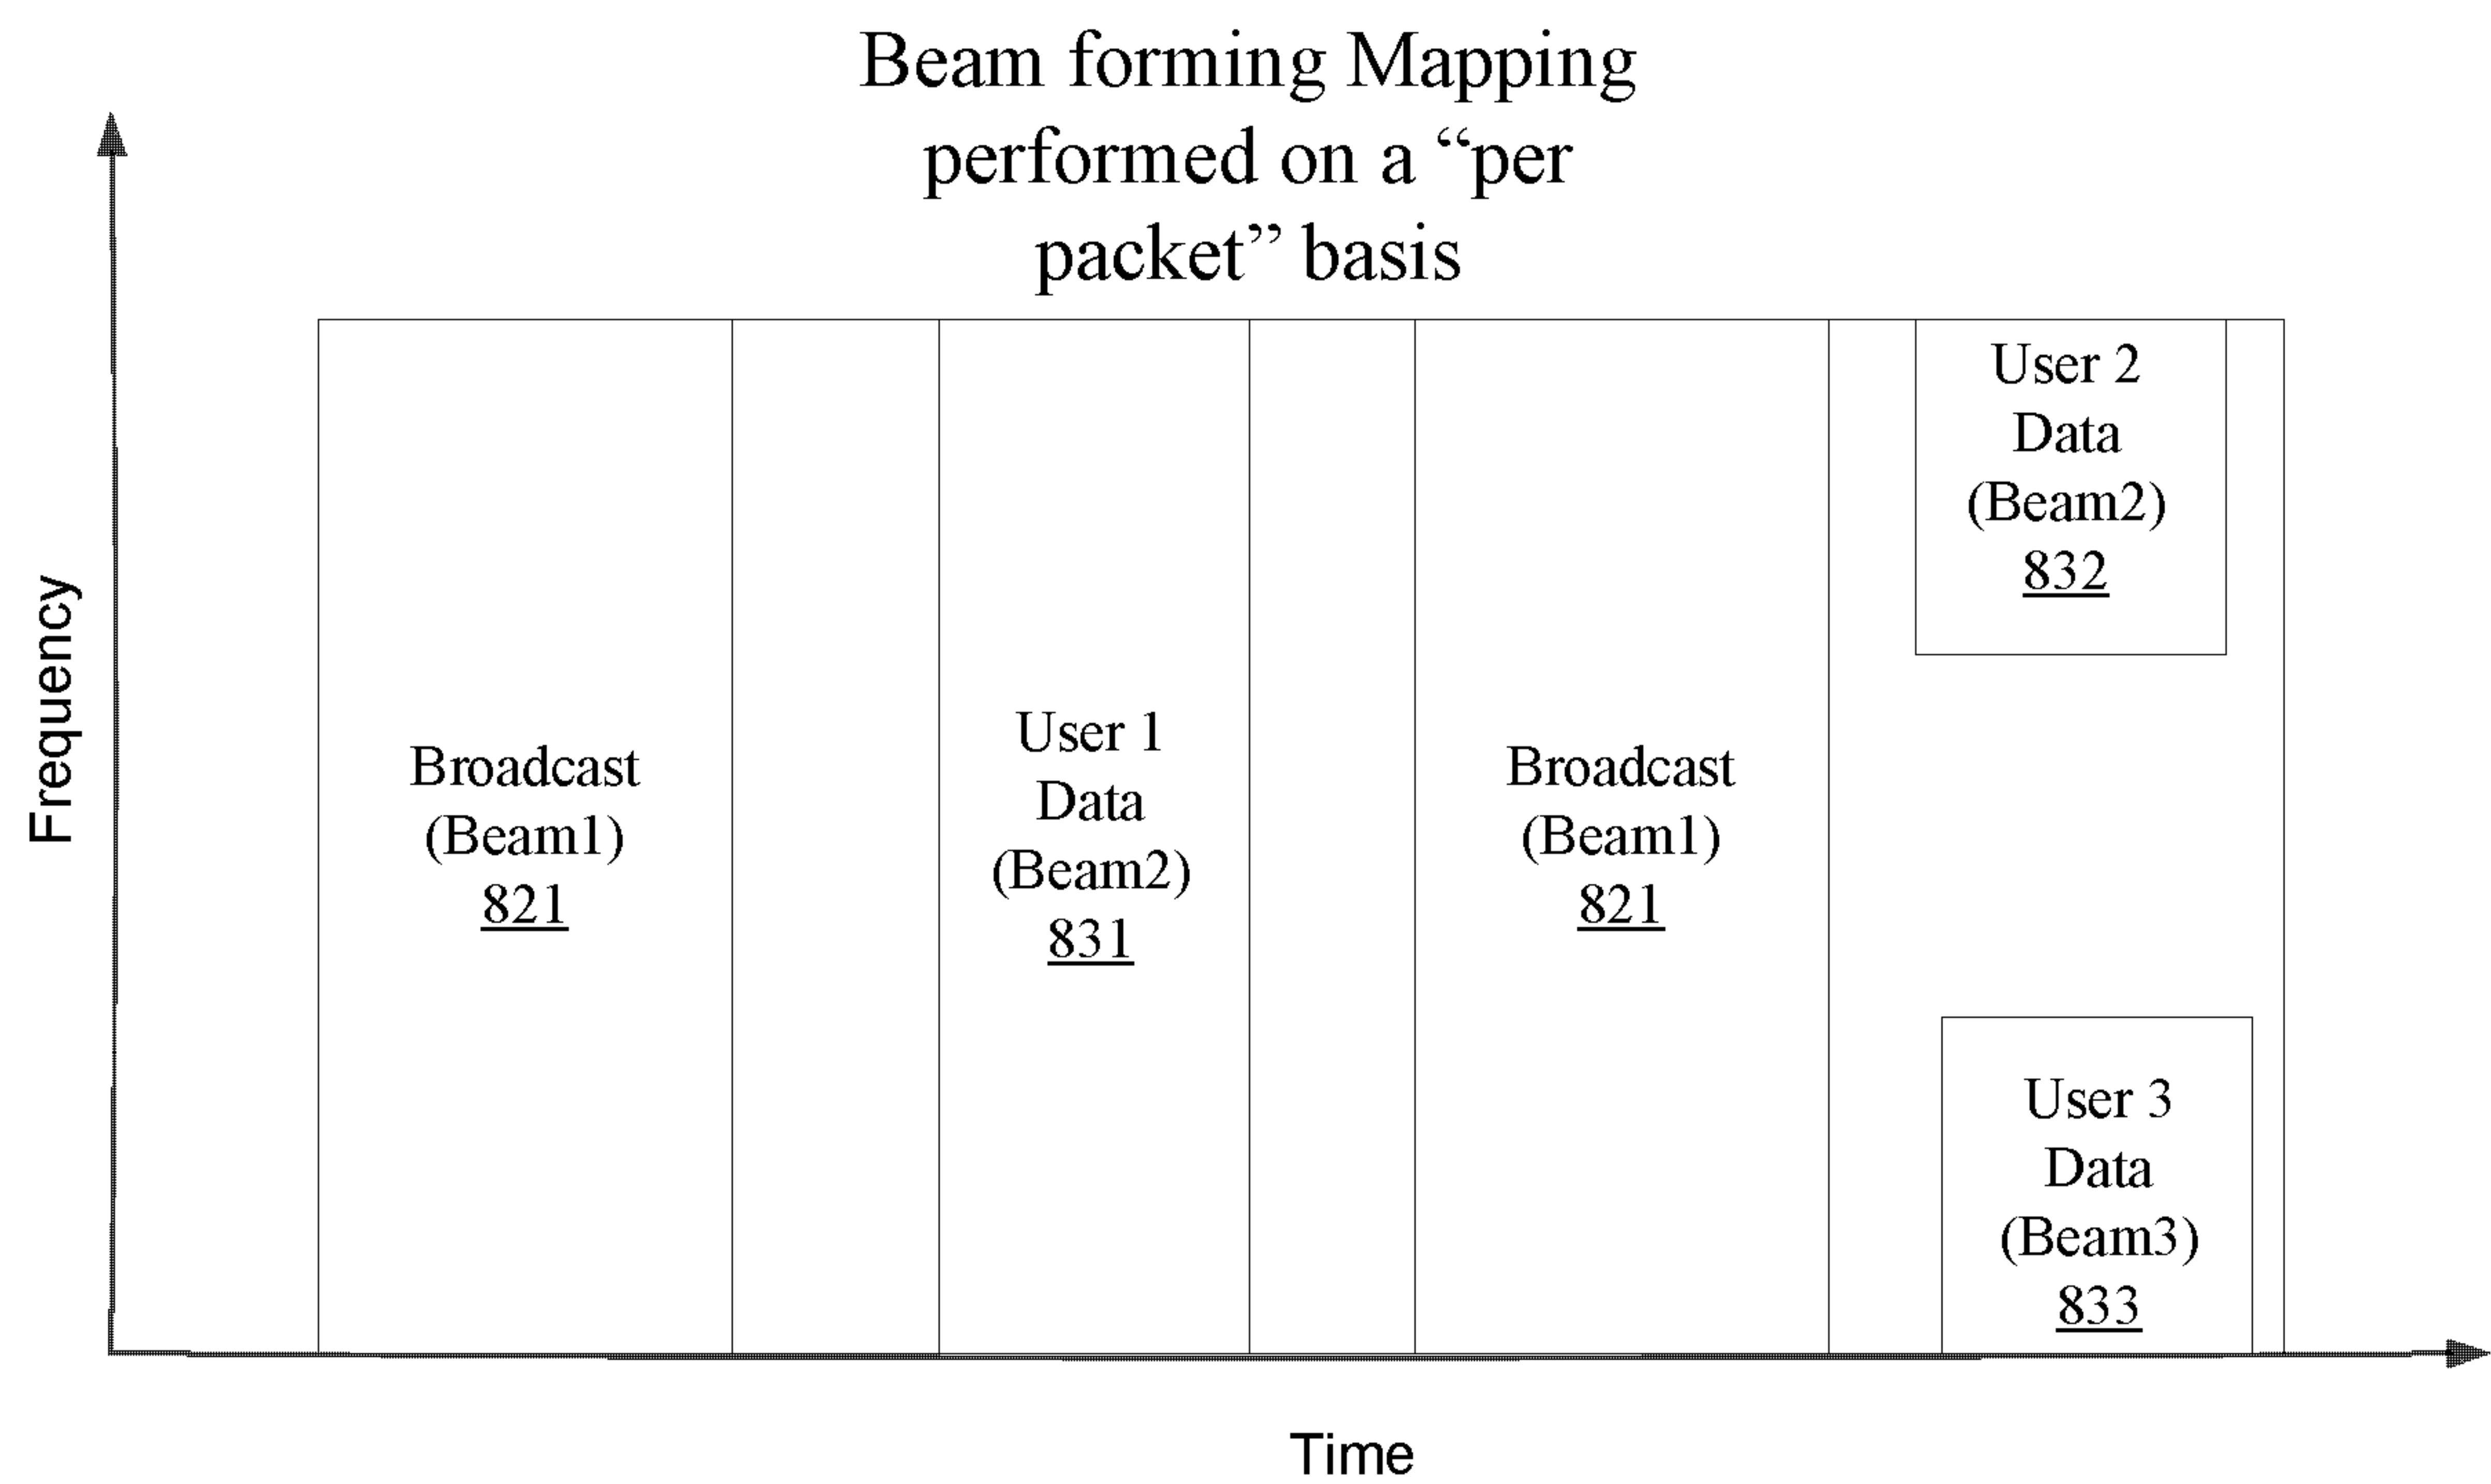 Beam forming Mapping
performed on a “per
packet” basis
Frequency
Broadcast
(Beam1)
821
User 1
Data
(Beam2)
831
Broadcast
(Beam1)
821
User 2
Data
(Beam2)
832
User 3
Data
(Beam3)
833
Time